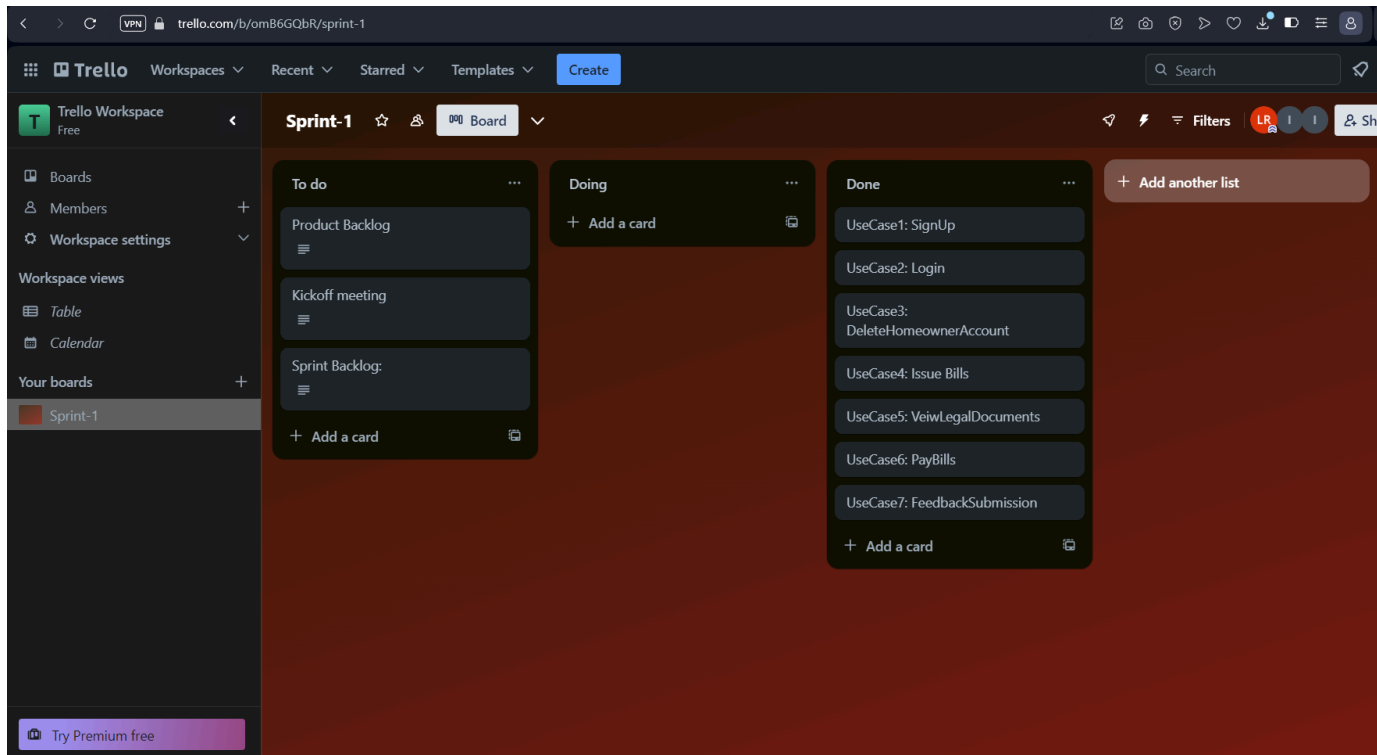 VPN trello.com/b/omB6GQbR/sprint-1
Trello Workspaces Recent Starred Templates Create Search
T Trello Workspace
Free
Sprint-1 Board Filters LR I I Sh
Boards
Members
Workspace settings
Workspace views
Table
Calendar
Your boards
Sprint-1
Try Premium free
To do
Product Backlog
Kickoff meeting
Sprint Backlog:
Add a card
Doing
Add a card
Done
UseCase1: SignUp
UseCase2: Login
UseCase3:
DeleteHomeownerAccount
UseCase4: Issue Bills
UseCase5: VeiwLegalDocuments
UseCase6: PayBills
UseCase7: FeedbackSubmission
Add a card
Add another list